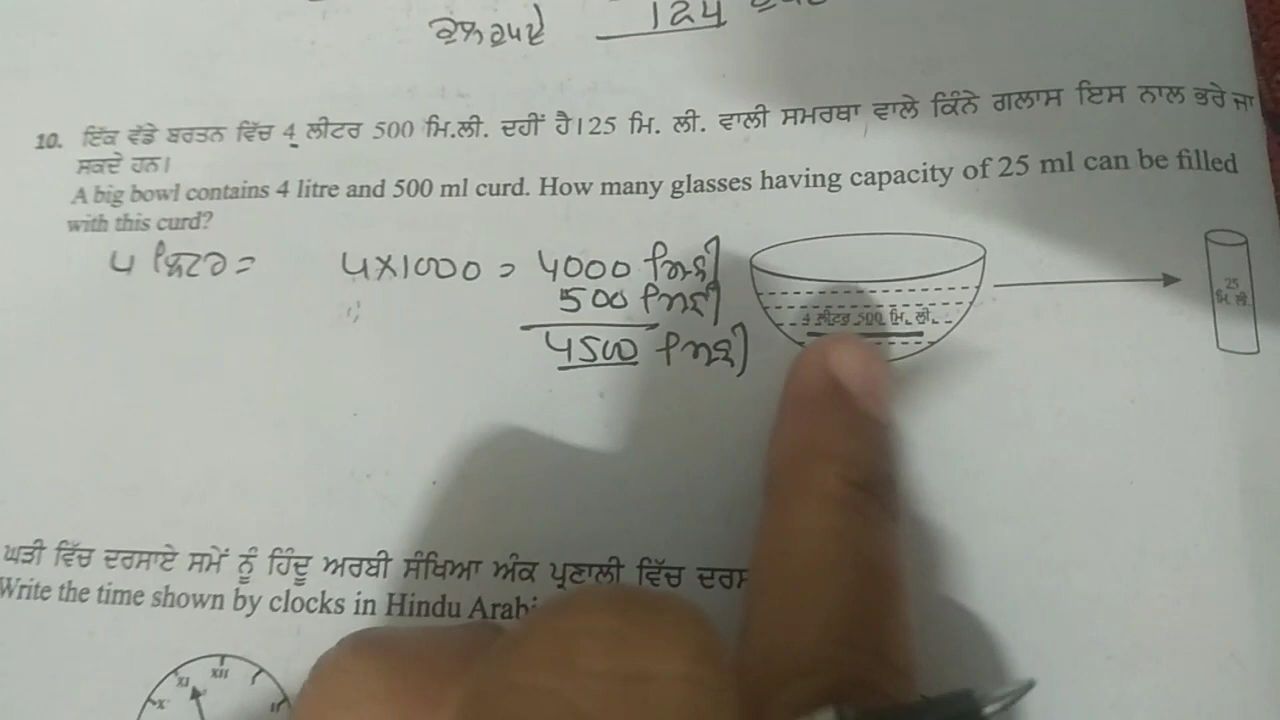 ਕੁੱਲ ਰੁਪਏ 124
10. ਇੱਕ ਵੱਡੇ ਬਰਤਨ ਵਿੱਚ 4 ਲੀਟਰ 500 ਮਿ.ਲੀ. ਦਹੀਂ ਹੈ।25 ਮਿ. ਲੀ. ਵਾਲੀ ਸਮਰਥਾ ਵਾਲੇ ਕਿੰਨੇ ਗਲਾਸ ਇਸ ਨਾਲ ਭਰੇ ਜਾ
ਸਕਦੇ ਹਨ।
A big bowl contains 4 litre and 500 ml curd. How many glasses having capacity of 25 ml can be filled
with this curd?
4 ਲਿਟਰ = 4×1000 = 4000 ਮਿਲੀ
500 ਮਿਲੀ
4500 ਮਿਲੀ
4 ਲੀਟਰ 500 ਮਿ. ਲੀ.
25
ਮਿ. ਲੀ.
ਘੜੀ ਵਿੱਚ ਦਰਸਾਏ ਸਮੇਂ ਨੂੰ ਹਿੰਦੂ ਅਰਬੀ ਸੰਖਿਆ ਅੰਕ ਪ੍ਰਣਾਲੀ ਵਿੱਚ
Write the time shown by clocks in Hindu
XI XII
X